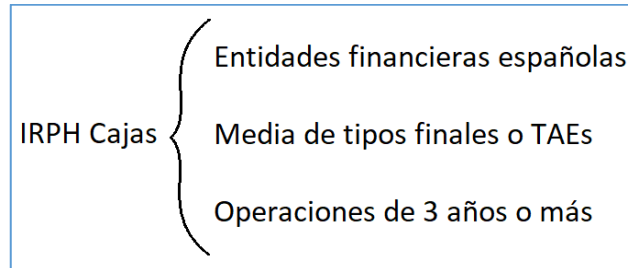 Entidades financieras españolas
IRPH Cajas
Media de tipos finales o TAEs
Operaciones de 3 años o más